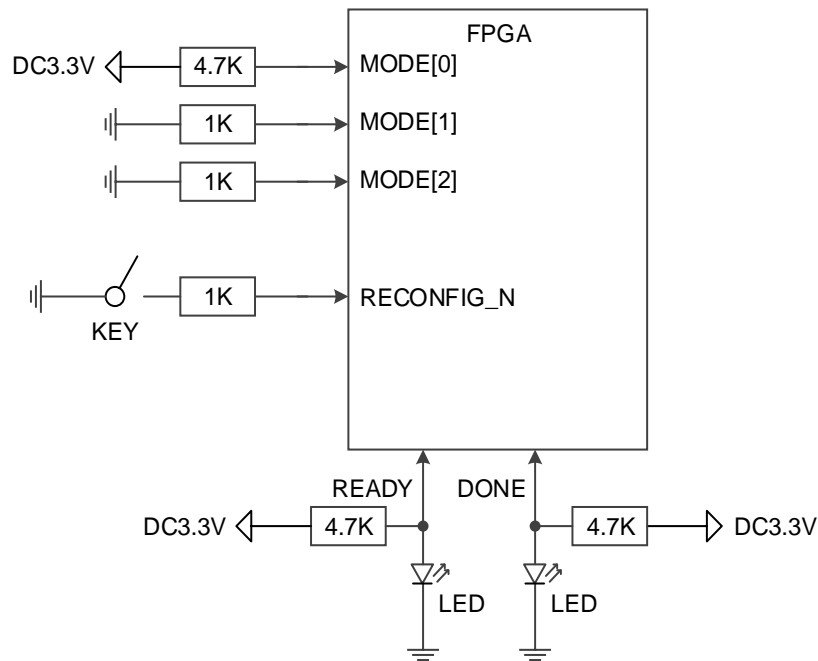 FPGA
DC3.3V 4.7K MODE[0]
1K MODE[1]
1K MODE[2]
1K RECONFIG_N
KEY
READY DONE
DC3.3V 4.7K 4.7K DC3.3V
LED LED